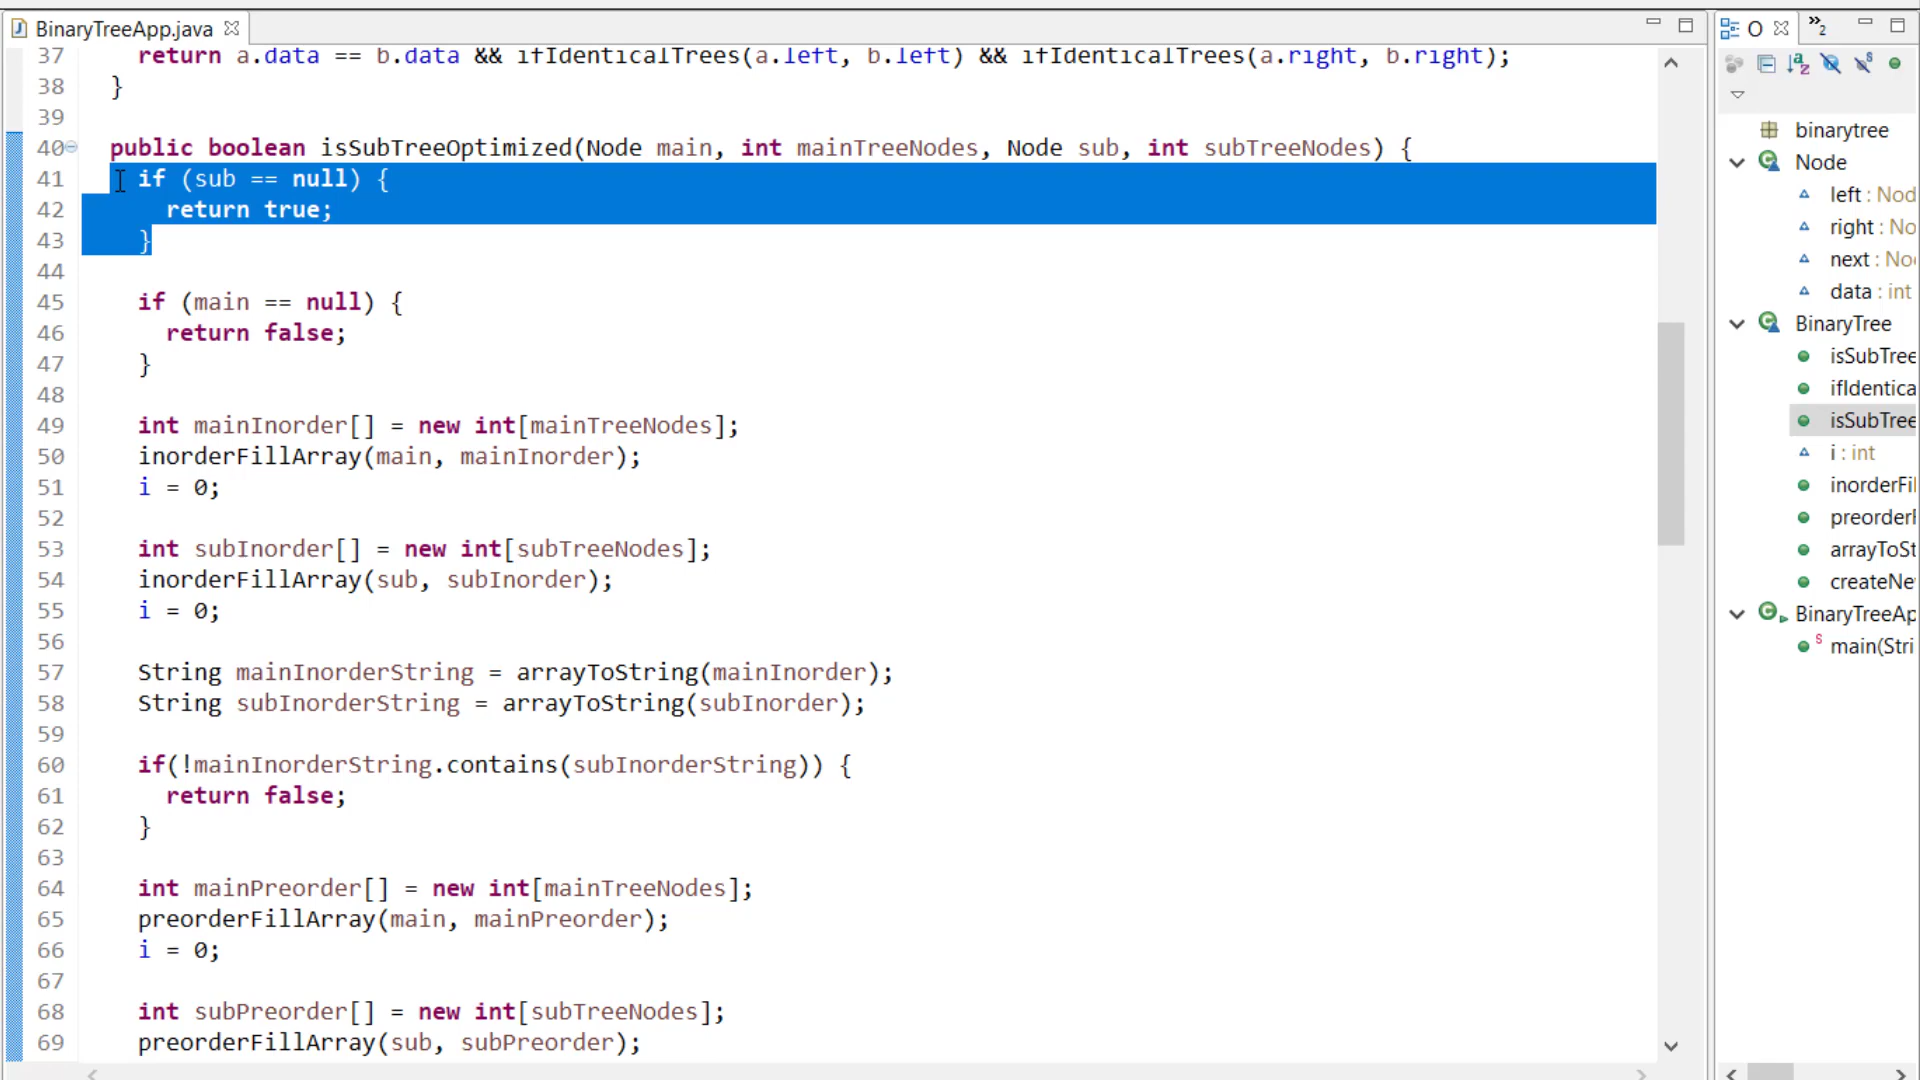 BinaryTreeApp.java
37 return a.data == b.data && ifIdenticalTrees(a.left, b.left) && ifIdenticalTrees(a.right, b.right);
38 }
39
40 public boolean isSubTreeOptimized(Node main, int mainTreeNodes, Node sub, int subTreeNodes) {
41 if (sub == null) {
42 return true;
43 }
44
45 if (main == null) {
46 return false;
47 }
48
49 int mainInorder[] = new int[mainTreeNodes];
50 inorderFillArray(main, mainInorder);
51 i = 0;
52
53 int subInorder[] = new int[subTreeNodes];
54 inorderFillArray(sub, subInorder);
55 i = 0;
56
57 String mainInorderString = arrayToString(mainInorder);
58 String subInorderString = arrayToString(subInorder);
59
60 if(!mainInorderString.contains(subInorderString)) {
61 return false;
62 }
63
64 int mainPreorder[] = new int[mainTreeNodes];
65 preorderFillArray(main, mainPreorder);
66 i = 0;
67
68 int subPreorder[] = new int[subTreeNodes];
69 preorderFillArray(sub, subPreorder);
O
2
binarytree
Node
left : Nod
right : No
next : No
data : int
BinaryTree
isSubTree
ifIdentica
isSubTree
i : int
inorderFi
preorder
arrayToSt
createNe
BinaryTreeAp
main(Stri